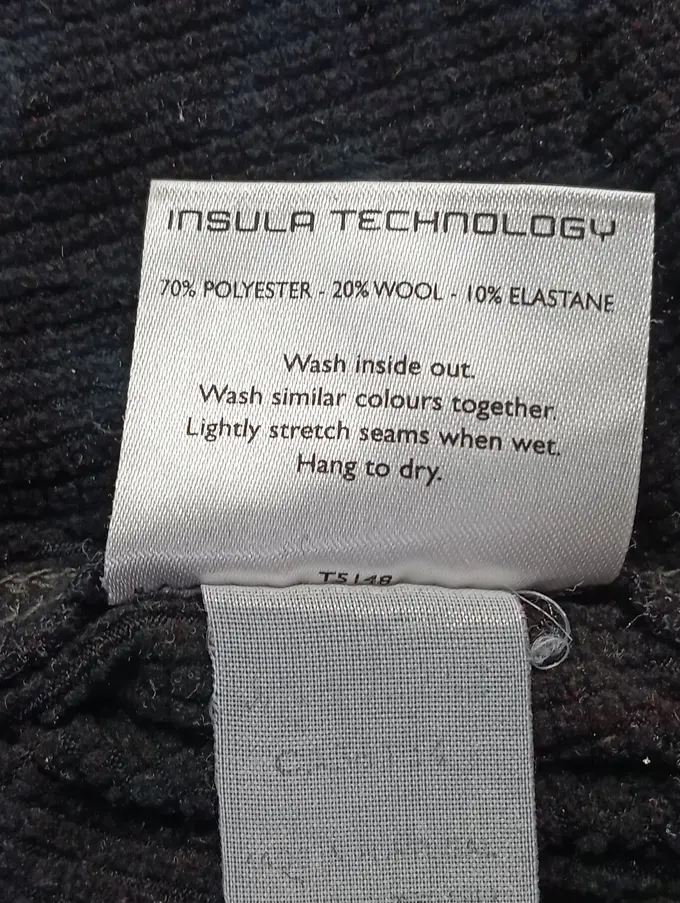 INSULA TECHNOLOGY
70% POLYESTER - 20% WOOL - 10% ELASTANE
Wash inside out.
Wash similar colours together.
Lightly stretch seams when wet.
Hang to dry.
T5148